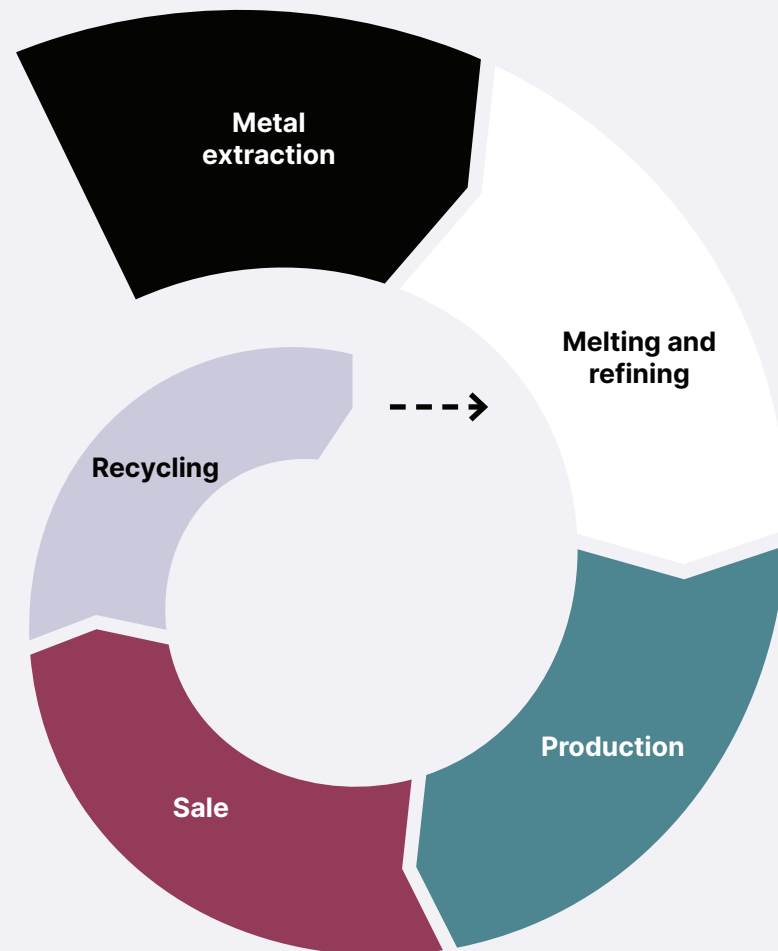 Metal
extraction
Melting and
refining
Production
Sale
Recycling